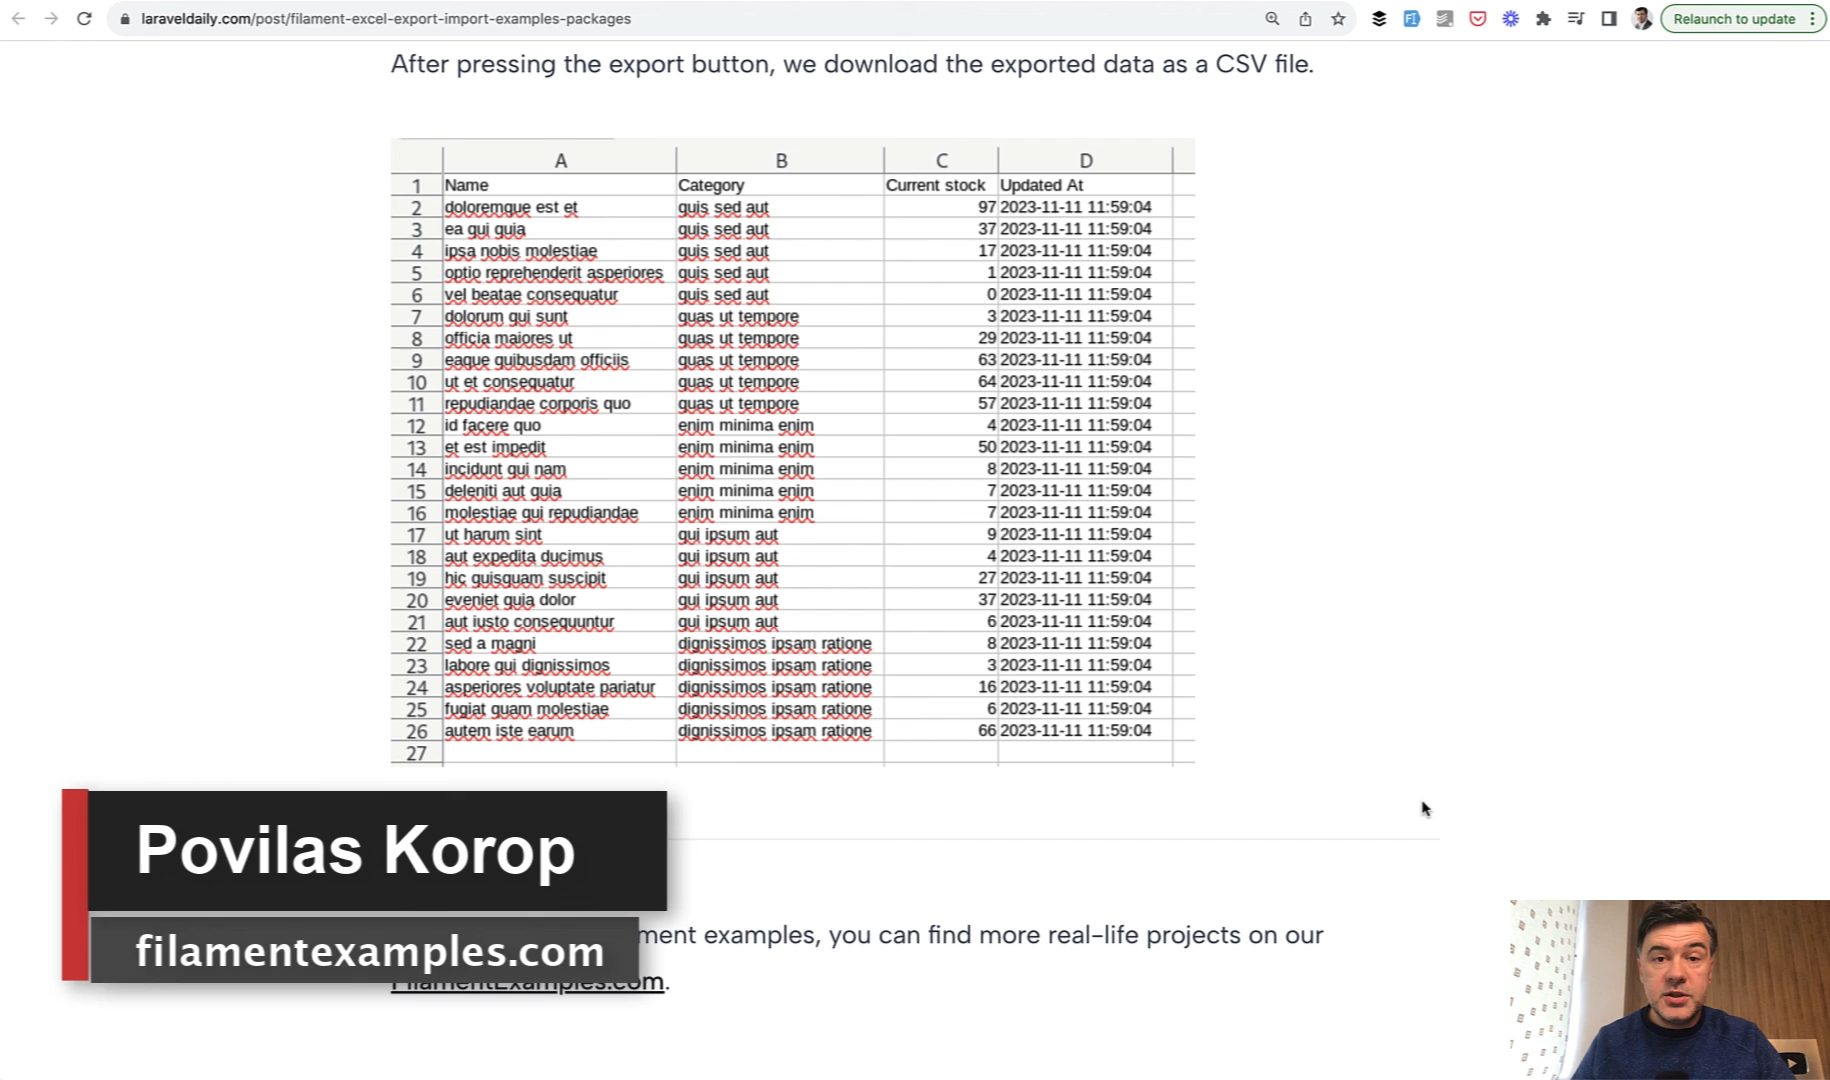 laraveldaily.com/post/filament-excel-export-import-examples-packages
Relaunch to update
After pressing the export button, we download the exported data as a CSV file.
A B C D
1 Name Category Current stock Updated At
2 doloremque est et quis sed aut 97 2023-11-11 11:59:04
3 ea qui quia quis sed aut 37 2023-11-11 11:59:04
4 ipsa nobis molestiae quis sed aut 17 2023-11-11 11:59:04
5 optio reprehenderit asperiores quis sed aut 1 2023-11-11 11:59:04
6 vel beatae consequatur quis sed aut 0 2023-11-11 11:59:04
7 dolorum qui sunt quas ut tempore 3 2023-11-11 11:59:04
8 officia maiores ut quas ut tempore 29 2023-11-11 11:59:04
9 eaque quibusdam officiis quas ut tempore 63 2023-11-11 11:59:04
10 ut et consequatur quas ut tempore 64 2023-11-11 11:59:04
11 repudiandae corporis quo quas ut tempore 57 2023-11-11 11:59:04
12 id facere quo enim minima enim 4 2023-11-11 11:59:04
13 et est impedit enim minima enim 50 2023-11-11 11:59:04
14 incidunt qui nam enim minima enim 8 2023-11-11 11:59:04
15 deleniti aut quia enim minima enim 7 2023-11-11 11:59:04
16 molestiae qui repudiandae enim minima enim 7 2023-11-11 11:59:04
17 ut harum sint qui ipsum aut 9 2023-11-11 11:59:04
18 aut expedita ducimus qui ipsum aut 4 2023-11-11 11:59:04
19 hic quisquam suscipit qui ipsum aut 27 2023-11-11 11:59:04
20 eveniet quia dolor qui ipsum aut 37 2023-11-11 11:59:04
21 aut iusto consequuntur qui ipsum aut 6 2023-11-11 11:59:04
22 sed a magni dignissimos ipsam ratione 8 2023-11-11 11:59:04
23 labore qui dignissimos dignissimos ipsam ratione 3 2023-11-11 11:59:04
24 asperiores voluptate pariatur dignissimos ipsam ratione 16 2023-11-11 11:59:04
25 fugiat quam molestiae dignissimos ipsam ratione 6 2023-11-11 11:59:04
26 autem iste earum dignissimos ipsam ratione 66 2023-11-11 11:59:04
27
Povilas Korop
filamentexamples.com
ment examples, you can find more real-life projects on our
FilamentExamples.com.